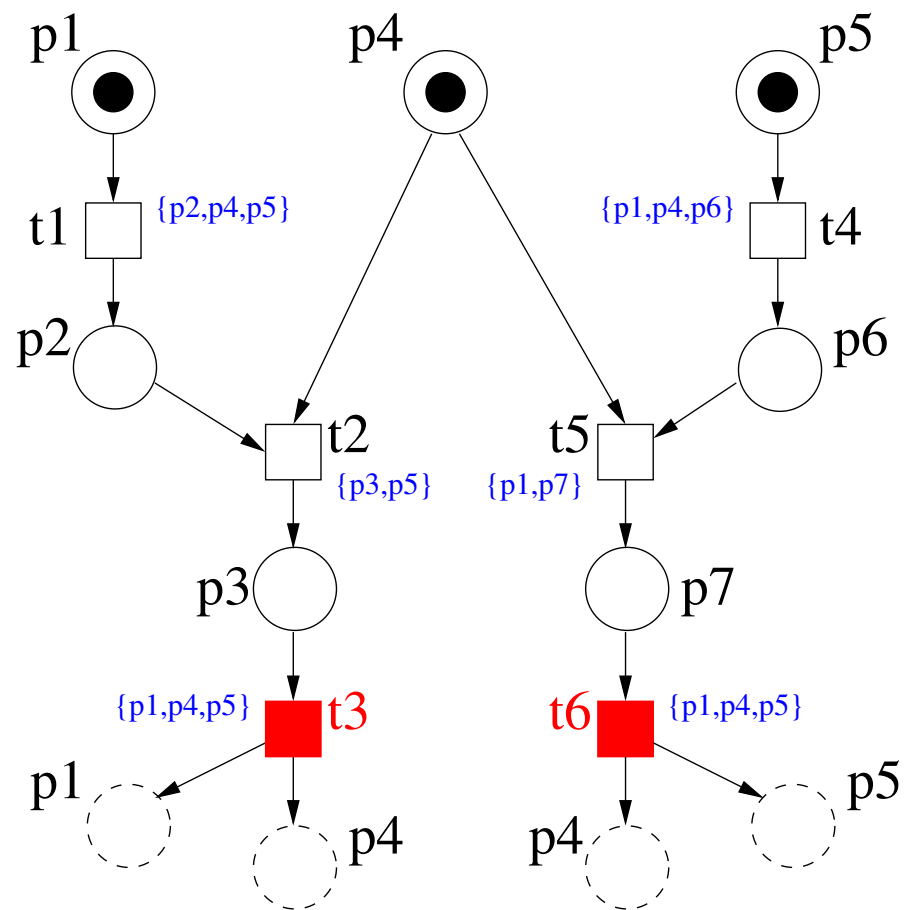 p1
p4
p5
t1
{p2,p4,p5}
{p1,p4,p6}
t4
p2
p6
t2
t5
{p3,p5}
{p1,p7}
p3
p7
{p1,p4,p5}
t3
t6
{p1,p4,p5}
p1
p5
p4
p4